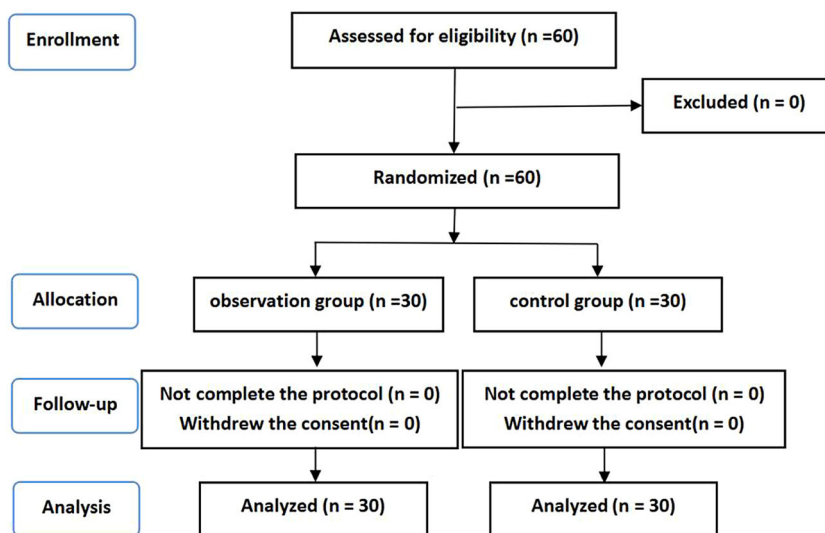 Enrollment
Assessed for eligibility (n =60)
Excluded (n = 0)
Randomized (n =60)
Allocation
observation group (n =30)
control group (n =30)
Follow-up
Not complete the protocol (n = 0)
Withdrew the consent(n = 0)
Not complete the protocol (n = 0)
Withdrew the consent(n = 0)
Analysis
Analyzed (n = 30)
Analyzed (n = 30)